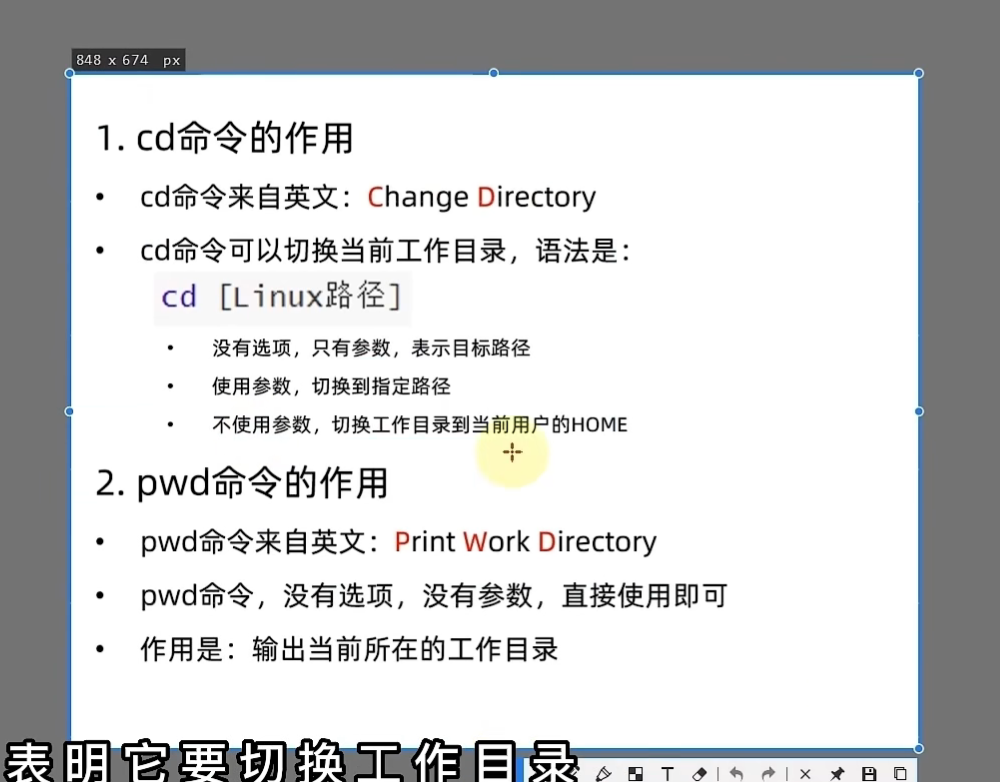 848 x 674 px
1. cd命令的作用
• cd命令来自英文：Change Directory
• cd命令可以切换当前工作目录，语法是：
cd [Linux路径]
• 没有选项，只有参数，表示目标路径
• 使用参数，切换到指定路径
• 不使用参数，切换工作目录到当前用户的HOME
2. pwd命令的作用
• pwd命令来自英文：Print Work Directory
• pwd命令，没有选项，没有参数，直接使用即可
• 作用是：输出当前所在的工作目录
表明它要切换工作目录